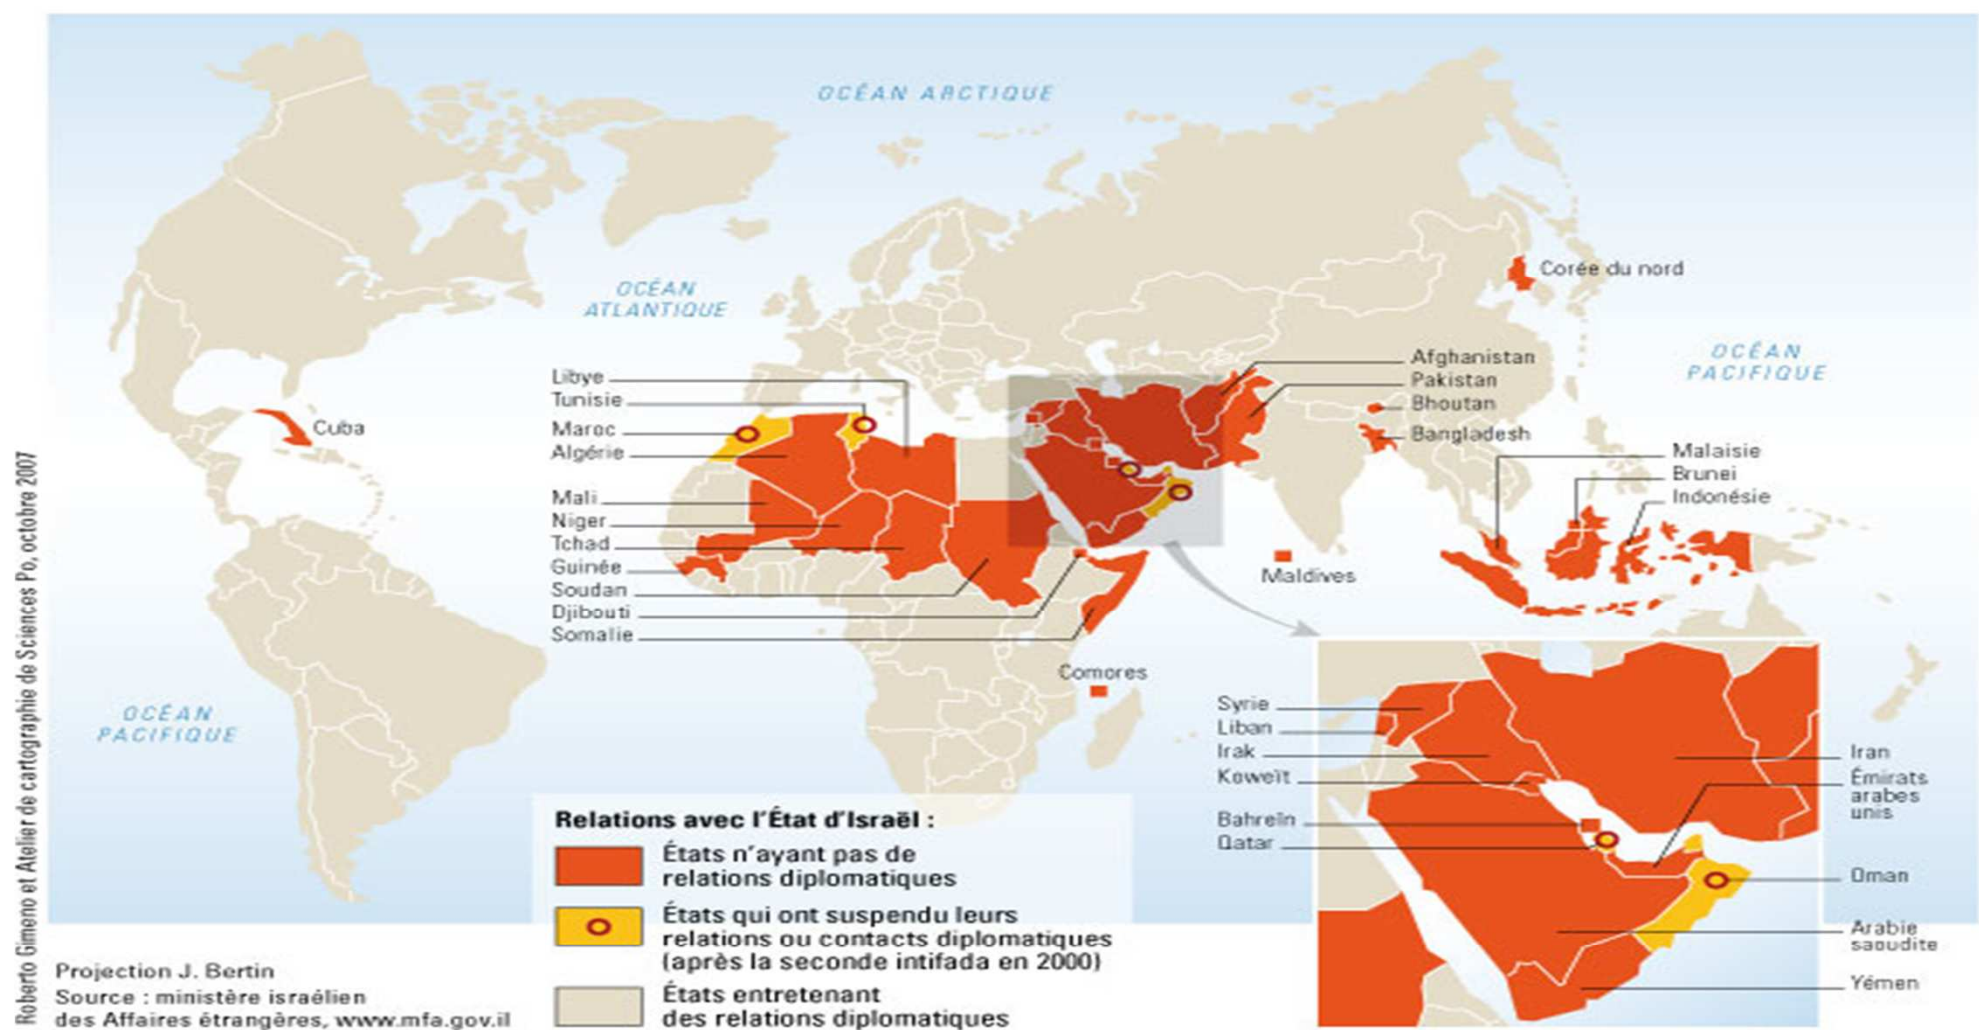 OCÉAN ARCTIQUE
OCÉAN
ATLANTIQUE
OCÉAN
PACIFIQUE
OCÉAN
PACIFIQUE
Corée du nord
Cuba
Libye
Tunisie
Maroc
Algérie
Mali
Niger
Tchad
Guinée
Soudan
Djibouti
Somalie
Comores
Maldives
Afghanistan
Pakistan
Bhoutan
Bangladesh
Malaisie
Brunei
Indonésie
Syrie
Liban
Irak
Koweït
Bahreïn
Qatar
Iran
Émirats
arabes
unis
Oman
Arabie
saoudite
Yémen
Relations avec l'État d'Israël :
États n'ayant pas de
relations diplomatiques
États qui ont suspendu leurs
relations ou contacts diplomatiques
(après la seconde intifada en 2000)
États entretenant
des relations diplomatiques
Projection J. Bertin
Source : ministère israélien
des Affaires étrangères, www.mfa.gov.il
Roberto Gimeno et Atelier de cartographie de Sciences Po, octobre 2007